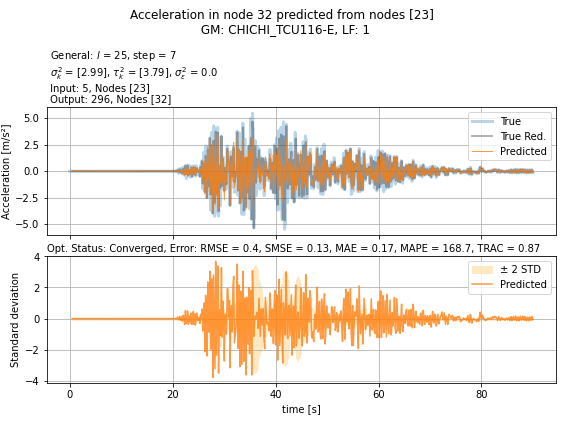 Acceleration in node 32 predicted from nodes [23]
GM: CHICHI_TCU116-E, LF: 1
General: l = 25, step = 7
σ²ₖ = [2.99], τ²ₖ = [3.79], σ²ε = 0.0
Input: 5, Nodes [23]
Output: 296, Nodes [32]
Acceleration [m/s²]
5.0
2.5
0.0
−2.5
−5.0
True
True Red.
Predicted
Opt. Status: Converged, Error: RMSE = 0.4, SMSE = 0.13, MAE = 0.17, MAPE = 168.7, TRAC = 0.87
Standard deviation
4
2
0
−2
−4
± 2 STD
Predicted
0
20
40
60
80
time [s]